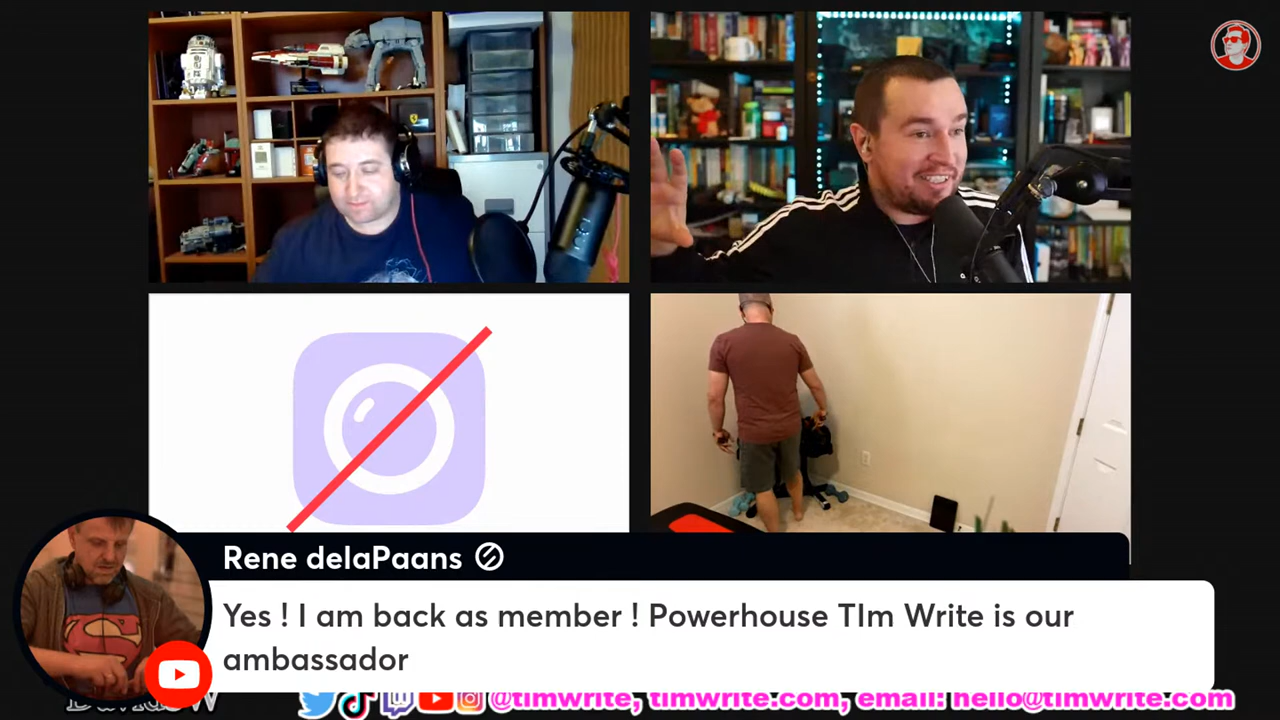 Rene delaPaans
Yes ! I am back as member ! Powerhouse TIm Write is our
ambassador
@timwrite, timwrite.com, email: hello@timwrite.com